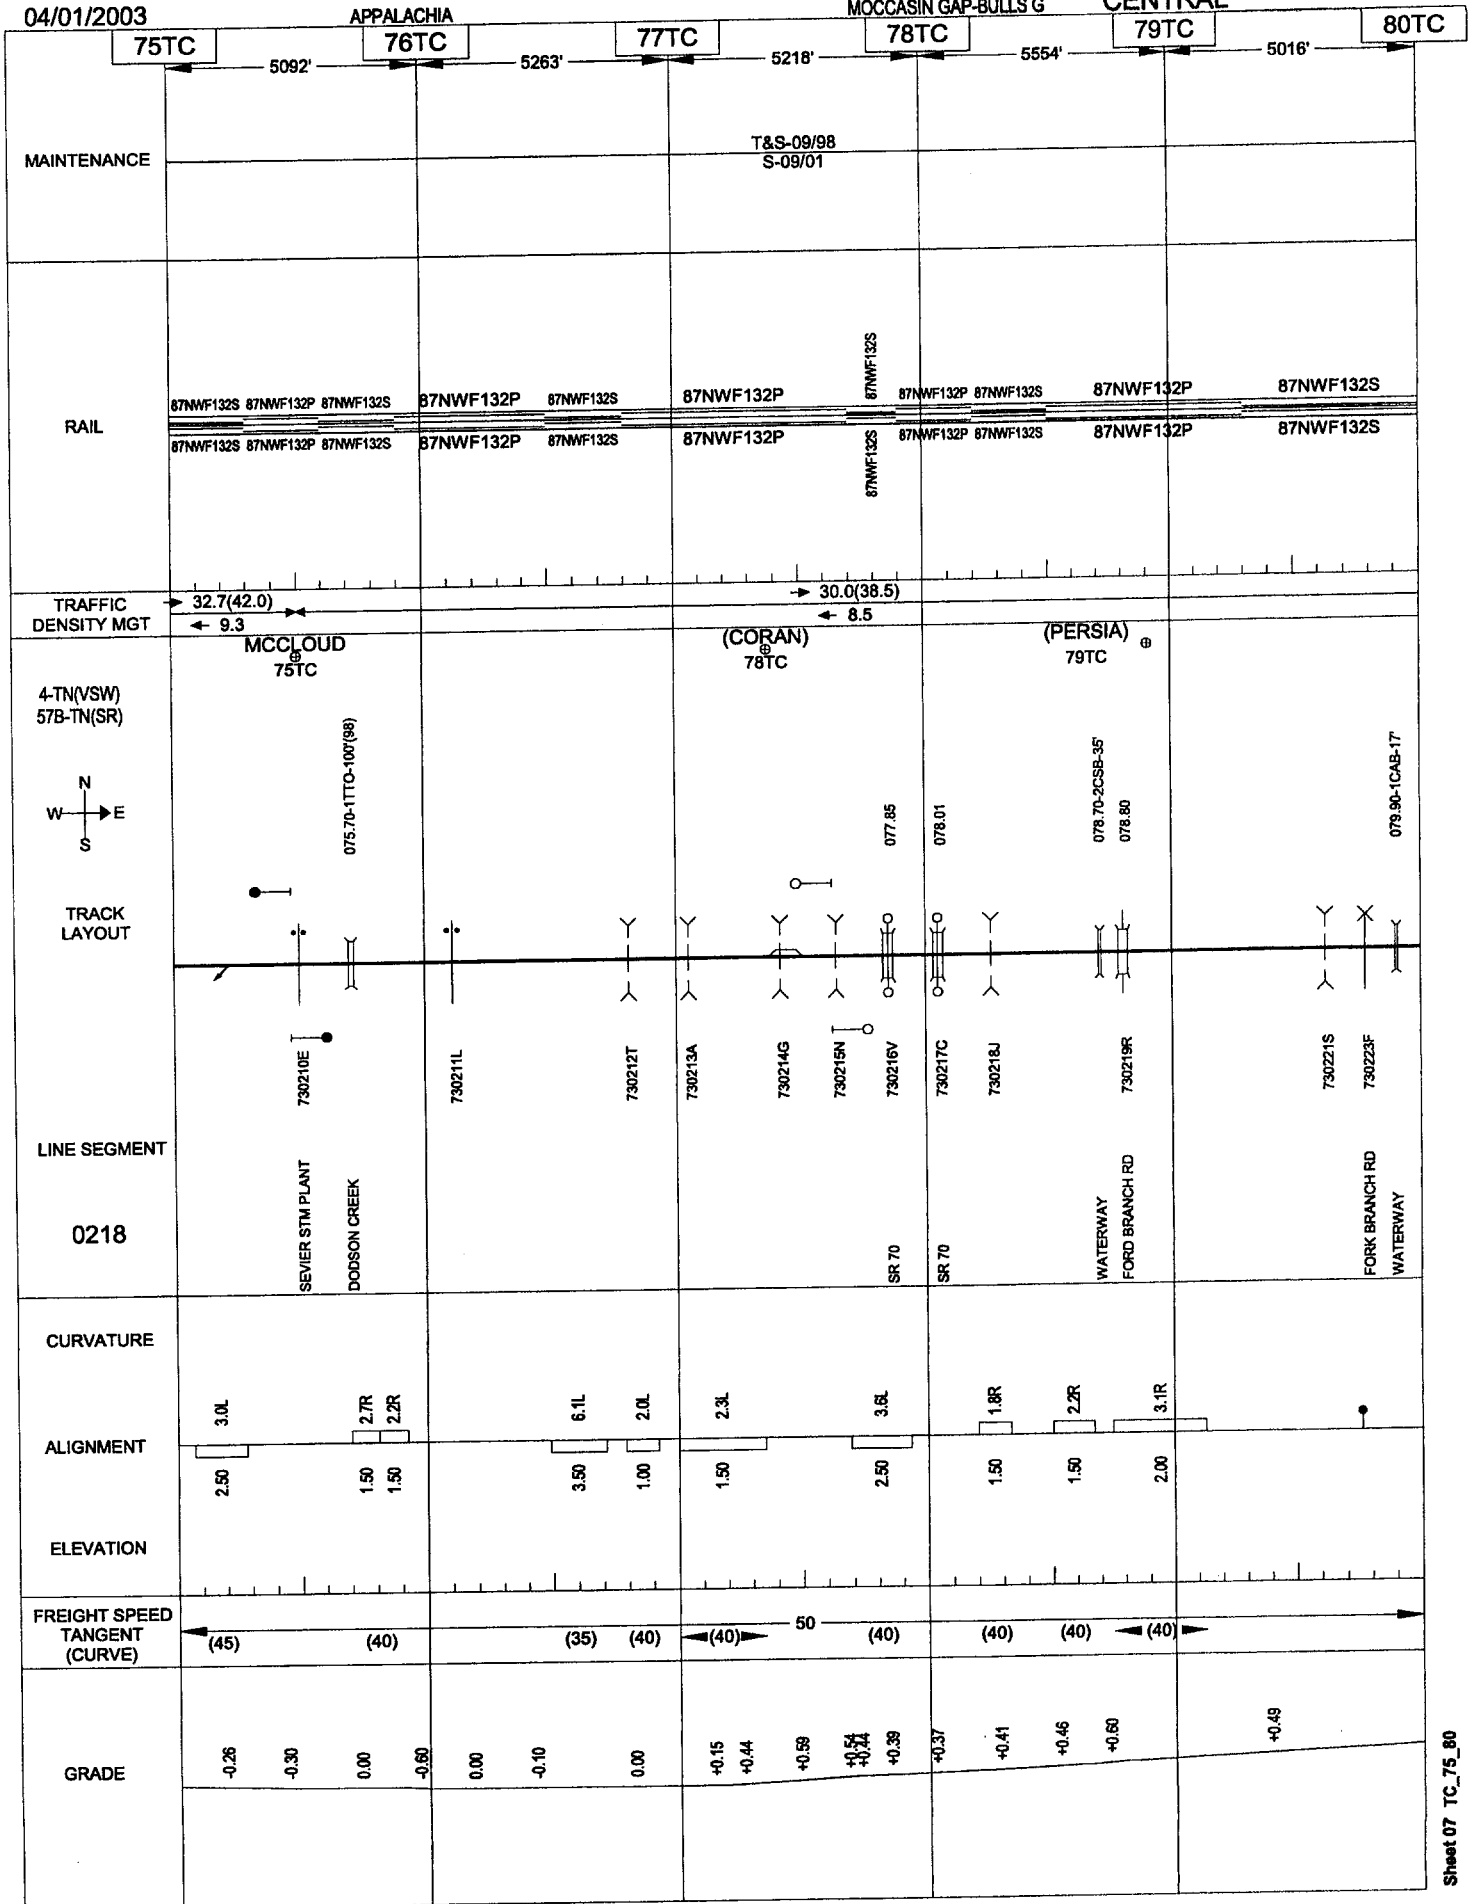 04/01/2003
APPALACHIA
MOCCASIN GAP-BULLS G
CENTRAL
75TC
76TC
77TC
78TC
79TC
80TC
5092'
5263'
5218'
5554'
5016'
MAINTENANCE
T&S-09/98
S-09/01
RAIL
87NWF132S 87NWF132P 87NWF132S 87NWF132P 87NWF132S 87NWF132P 87NWF132S 87NWF132P 87NWF132S 87NWF132P 87NWF132S
87NWF132S 87NWF132P 87NWF132S 87NWF132P 87NWF132S 87NWF132P 87NWF132S 87NWF132P 87NWF132S 87NWF132P 87NWF132S
TRAFFIC
DENSITY MGT
32.7(42.0)
9.3
30.0(38.5)
8.5
MCCLOUD
75TC
(CORAN)
78TC
(PERSIA)
79TC
4-TN(VSW)
57B-TN(SR)
N
W E
S
075.70-1TTO-100'(98)
077.85
078.01
078.70-2CSB-35'
078.80
079.90-1CAB-17'
TRACK
LAYOUT
730210E
730211L
730212T
730213A
730214G
730215N
730216V
730217C
730218J
730219R
730221S
730223F
LINE SEGMENT
0218
SEVIER STM PLANT
DODSON CREEK
SR 70
SR 70
WATERWAY
FORD BRANCH RD
FORK BRANCH RD
WATERWAY
CURVATURE
3.0L
2.7R
2.2R
6.1L
2.0L
2.3L
3.6L
1.8R
2.2R
3.1R
ALIGNMENT
2.50
1.50
1.50
3.50
1.00
1.50
2.50
1.50
1.50
2.00
ELEVATION
FREIGHT SPEED
TANGENT
(CURVE)
50
(45)
(40)
(35)
(40)
(40)
(40)
(40)
(40)
(40)
GRADE
-0.26
-0.30
0.00
-0.60
0.00
-0.10
0.00
+0.15
+0.44
+0.59
+0.54
+0.44
+0.39
+0.37
+0.41
+0.46
+0.60
+0.49
Sheet 07 TC_75_80